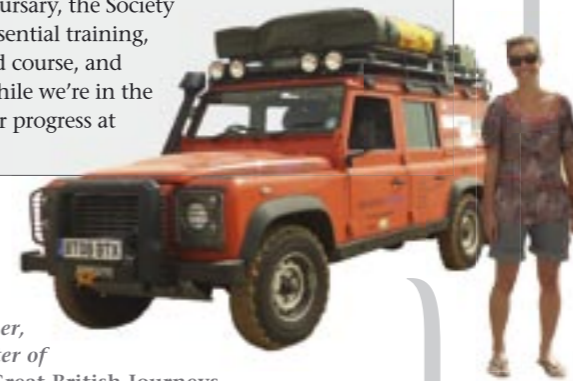 ursary, the Society
sential training,
d course, and
hile we're in the
r progress at
er,
er of
Great British Journeys